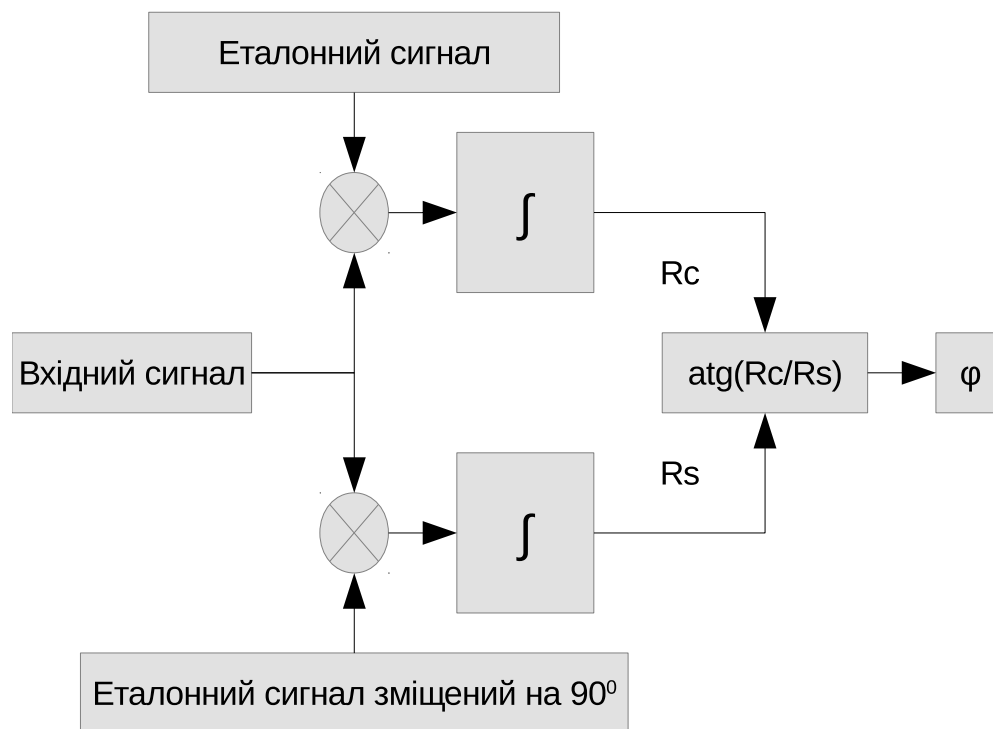 Еталонний сигнал
∫
Rc
Вхідний сигнал
atg(Rc/Rs)
φ
Rs
∫
Еталонний сигнал зміщений на 90⁰